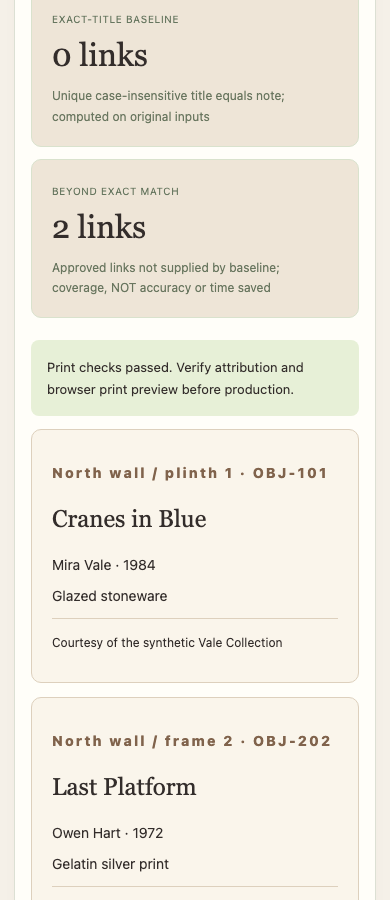 EXACT-TITLE BASELINE
0 links
Unique case-insensitive title equals note;
computed on original inputs
BEYOND EXACT MATCH
2 links
Approved links not supplied by baseline;
coverage, NOT accuracy or time saved
Print checks passed. Verify attribution and
browser print preview before production.
North wall / plinth 1 · OBJ-101
Cranes in Blue
Mira Vale · 1984
Glazed stoneware
Courtesy of the synthetic Vale Collection
North wall / frame 2 · OBJ-202
Last Platform
Owen Hart · 1972
Gelatin silver print